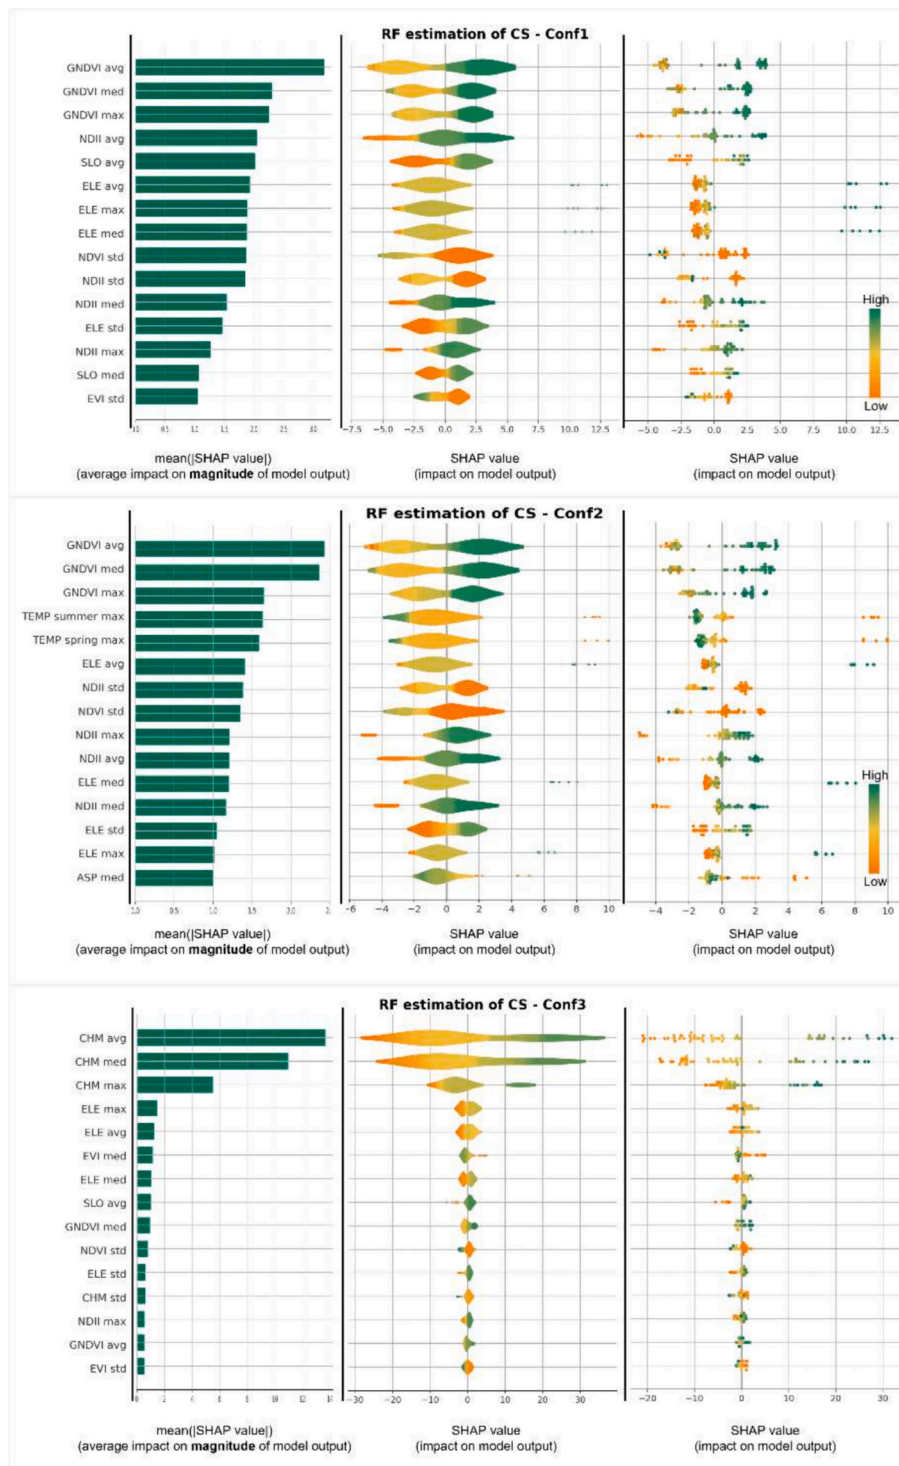 RF estimation of CS - Conf1
GNDVI avg
GNDVI med
GNDVI max
NDII avg
SLO avg
ELE avg
ELE max
ELE med
NDVI std
NDII std
NDII med
ELE std
NDII max
SLO med
EVI std
High
Low
−7.5 −5.0 −2.5 0.0 2.5 5.0 7.5 10.0 12.5
−5.0 −2.5 0.0 2.5 5.0 7.5 10.0 12.5
mean(|SHAP value|)
(average impact on magnitude of model output)
SHAP value
(impact on model output)
SHAP value
(impact on model output)
RF estimation of CS - Conf2
GNDVI avg
GNDVI med
GNDVI max
TEMP summer max
TEMP spring max
ELE avg
NDII std
NDVI std
NDII max
NDII avg
ELE med
NDII med
ELE std
ELE max
ASP med
High
Low
−6 −4 −2 0 2 4 6 8 10
−4 −2 0 2 4 6 8 10
mean(|SHAP value|)
(average impact on magnitude of model output)
SHAP value
(impact on model output)
SHAP value
(impact on model output)
RF estimation of CS - Conf3
CHM avg
CHM med
CHM max
ELE max
ELE avg
EVI med
ELE med
SLO avg
GNDVI med
NDVI std
ELE std
CHM std
NDII max
GNDVI avg
EVI std
0 2 4 6 8 10 12 14
−30 −20 −10 0 10 20 30
−20 −10 0 10 20 30
mean(|SHAP value|)
(average impact on magnitude of model output)
SHAP value
(impact on model output)
SHAP value
(impact on model output)